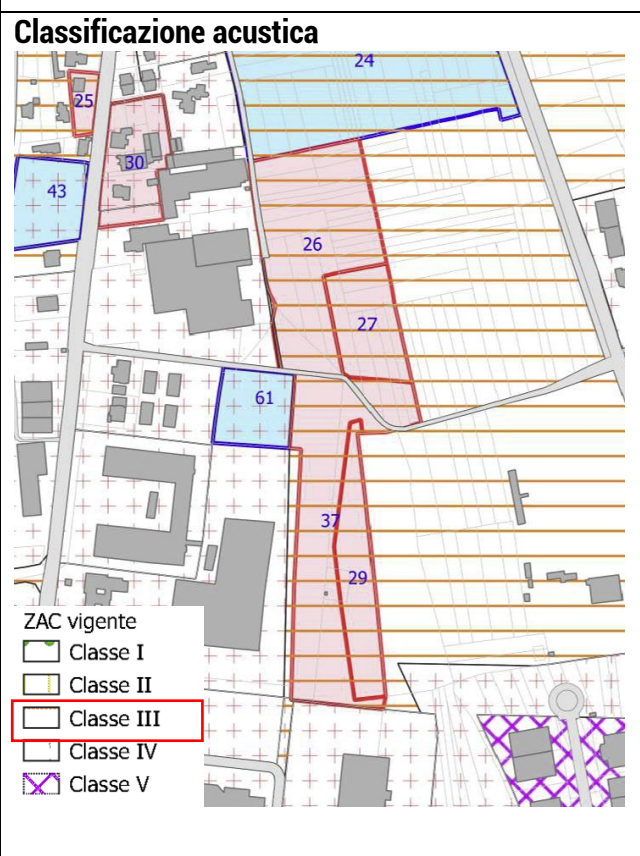 Classificazione acustica
24
25
30
43
26
27
61
37
29
ZAC vigente
Classe I
Classe II
Classe III
Classe IV
Classe V